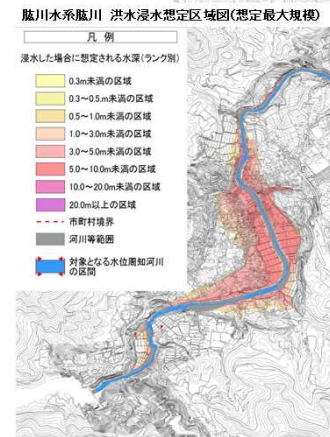 肱川水系肱川 洪水浸水想定区域図(想定最大規模)
凡 例
浸水した場合に想定される水深(ランク別)
0.3m未満の区域
0.3～0.5m未満の区域
0.5～1.0m未満の区域
1.0～3.0m未満の区域
3.0～5.0m未満の区域
5.0～10.0m未満の区域
10.0～20.0m未満の区域
20.0m以上の区域
市町村境界
河川等範囲
対象となる水位周知河川
の区間